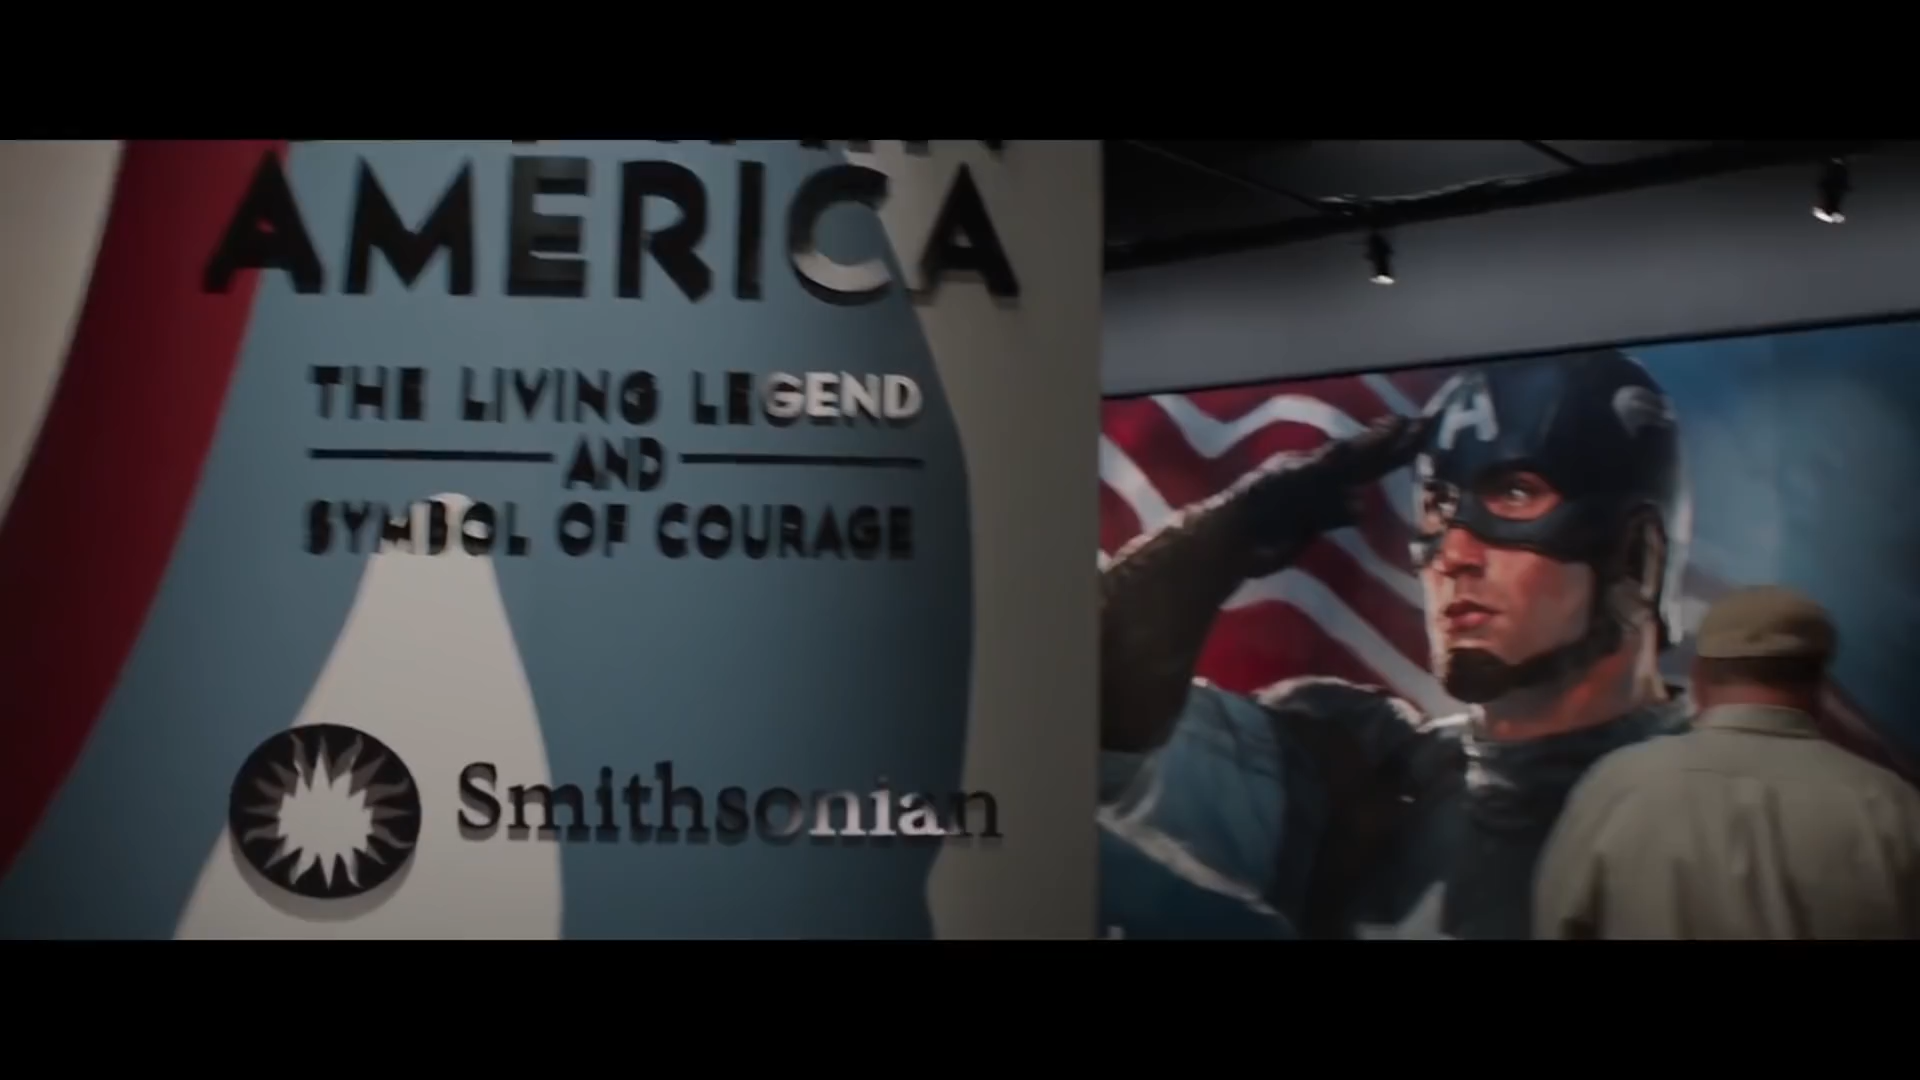 AMERICA
THE LIVING LEGEND
AND
SYMBOL OF COURAGE
Smithsonian
A